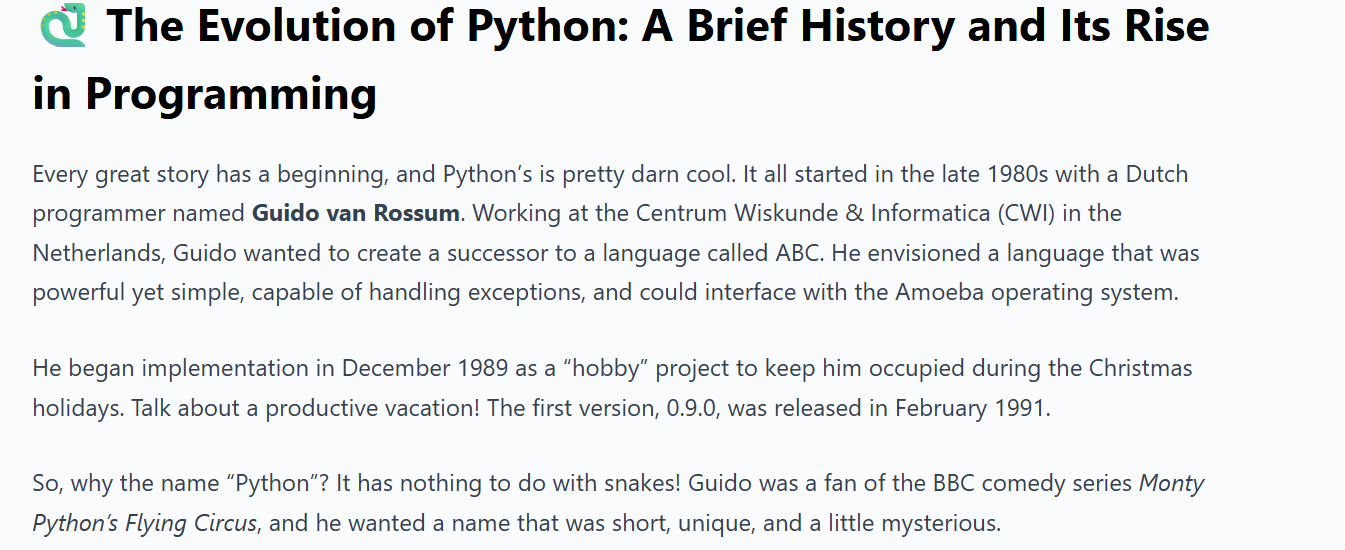 The Evolution of Python: A Brief History and Its Rise
in Programming
Every great story has a beginning, and Python’s is pretty darn cool. It all started in the late 1980s with a Dutch
programmer named Guido van Rossum. Working at the Centrum Wiskunde & Informatica (CWI) in the
Netherlands, Guido wanted to create a successor to a language called ABC. He envisioned a language that was
powerful yet simple, capable of handling exceptions, and could interface with the Amoeba operating system.
He began implementation in December 1989 as a “hobby” project to keep him occupied during the Christmas
holidays. Talk about a productive vacation! The first version, 0.9.0, was released in February 1991.
So, why the name “Python”? It has nothing to do with snakes! Guido was a fan of the BBC comedy series Monty
Python’s Flying Circus, and he wanted a name that was short, unique, and a little mysterious.